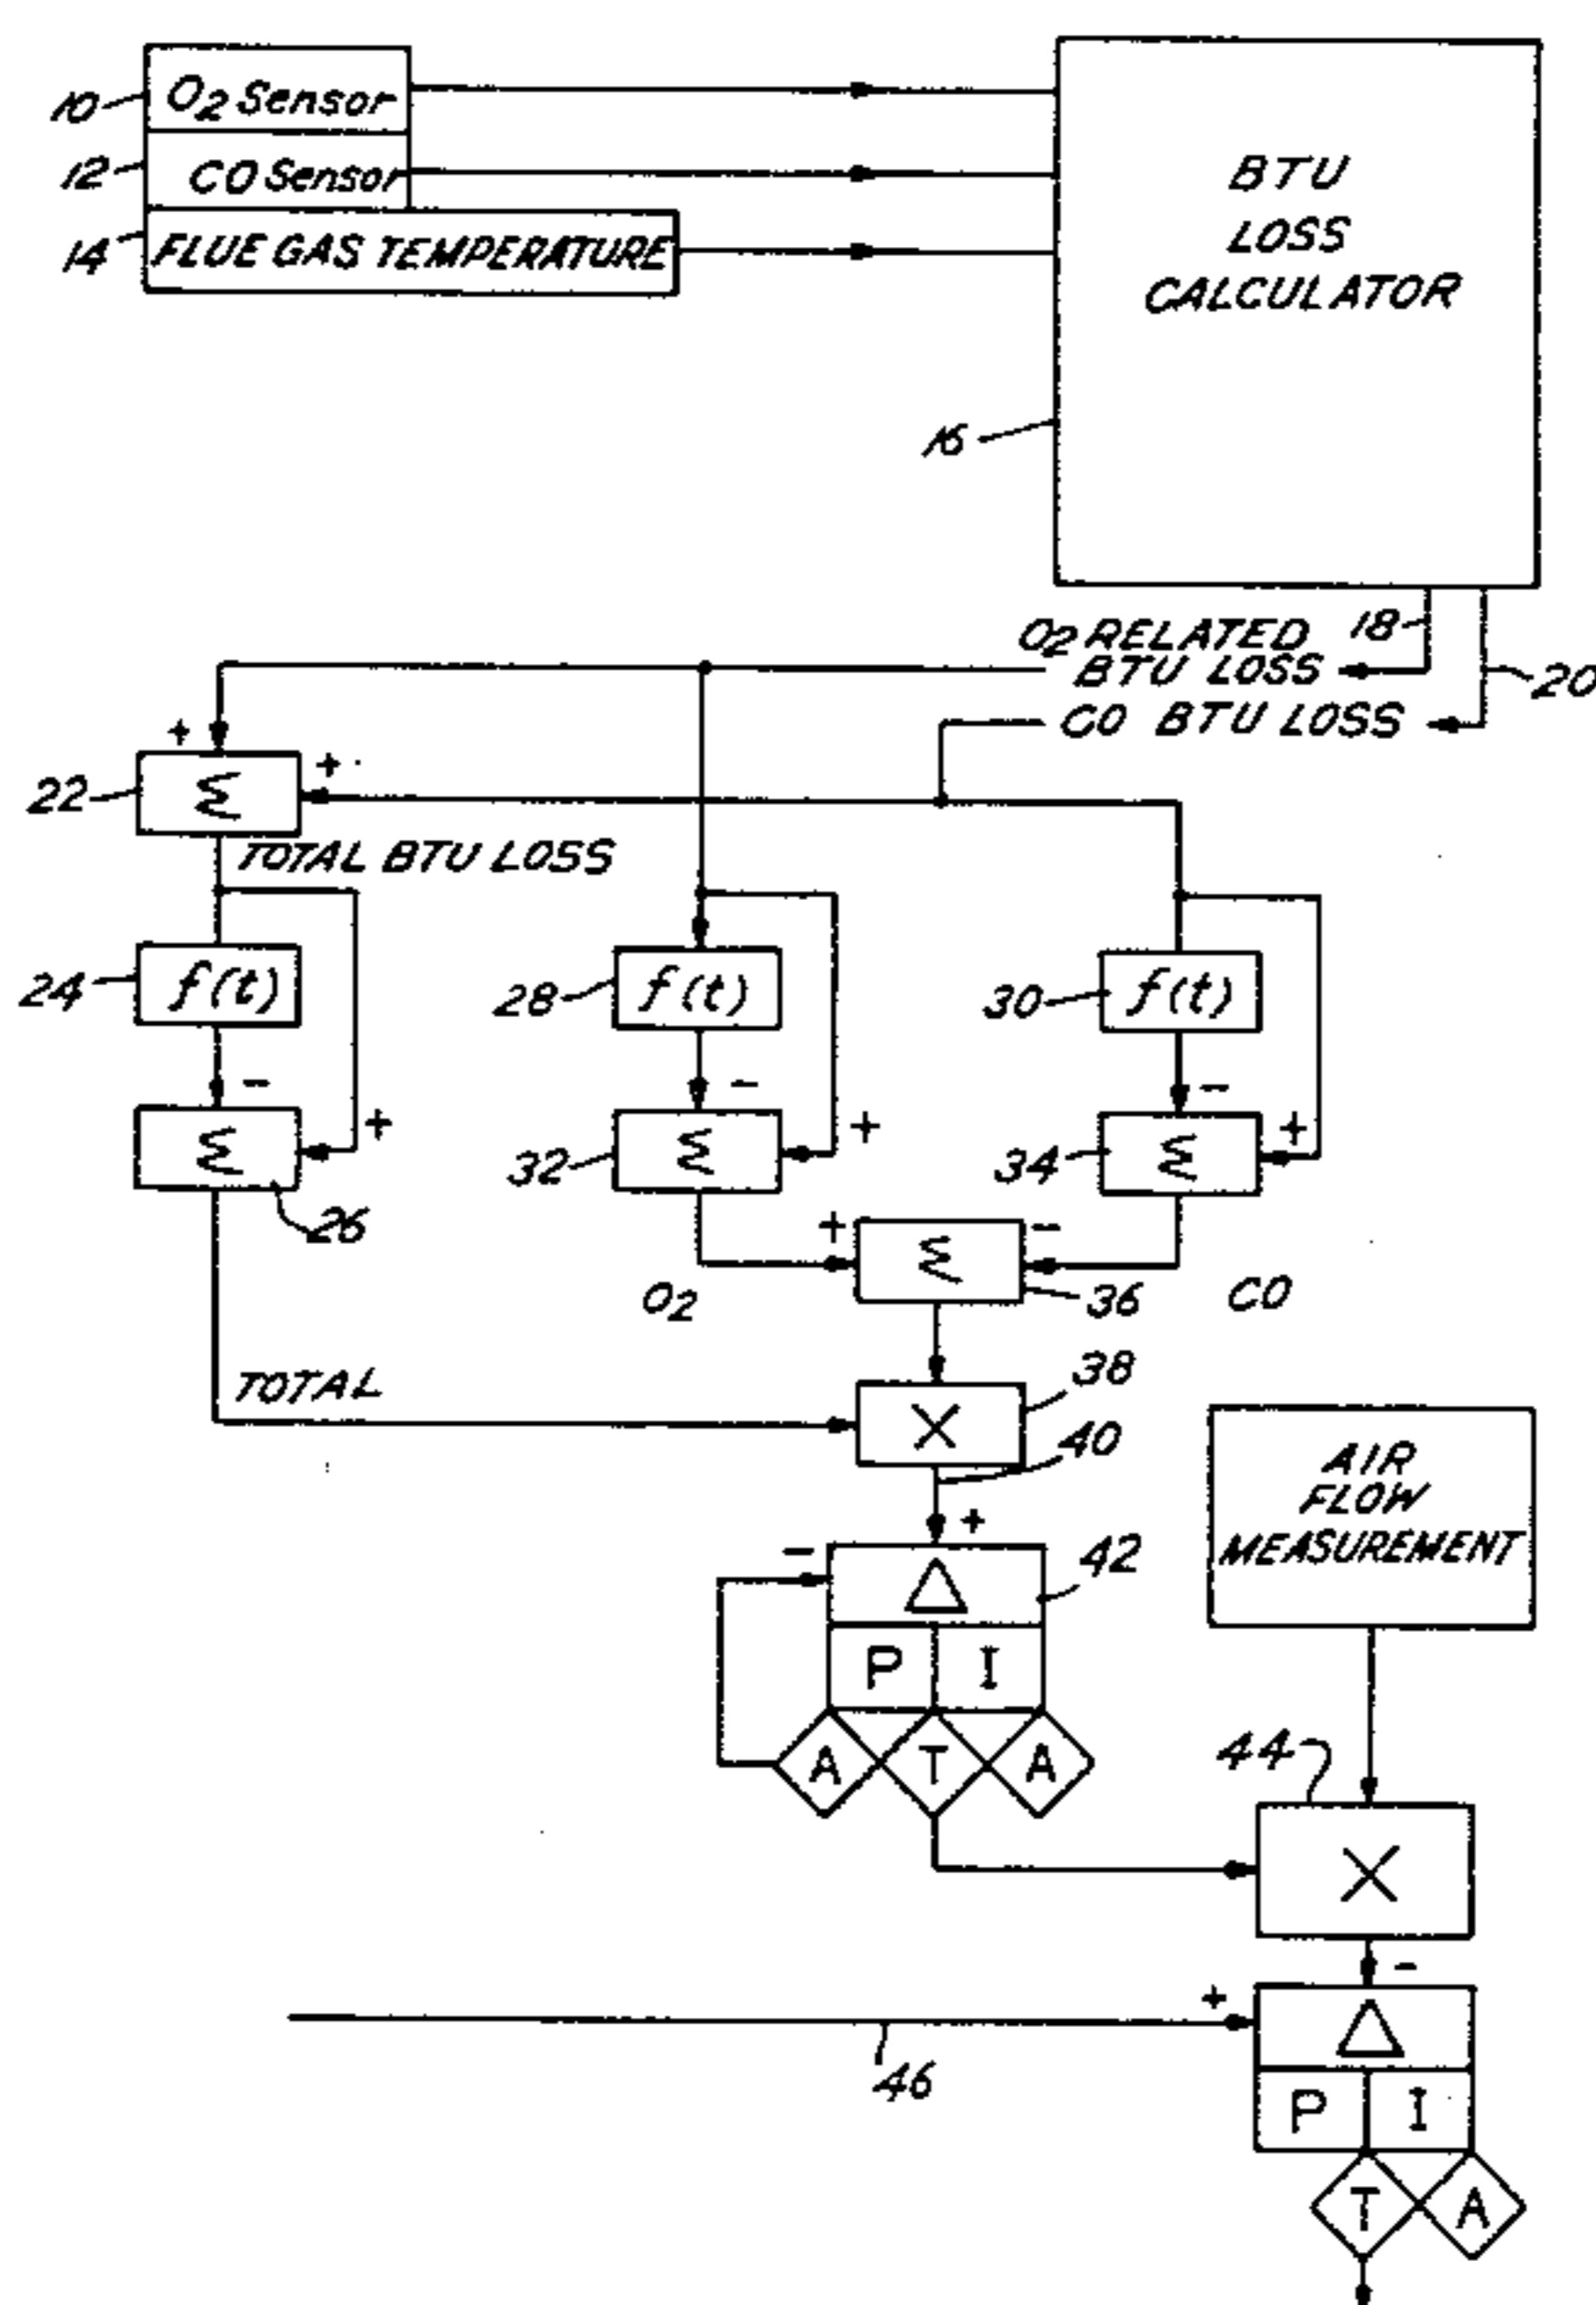 10 O2 Sensor
12 CO Sensor
14 FLUE GAS TEMPERATURE
BTU
LOSS
CALCULATOR
16
O2 RELATED
BTU LOSS
18
CO BTU LOSS
20
+
+
22 Σ
TOTAL BTU LOSS
24 f(t)
28 f(t)
30 f(t)
- + - + - +
Σ
26
32 Σ
34 Σ
+ -
Σ
36
O2
CO
TOTAL
38
X
40
+
-
Δ
42
P I
A T A
AIR
FLOW
MEASUREMENT
44
X
-
+
46
Δ
P I
T A